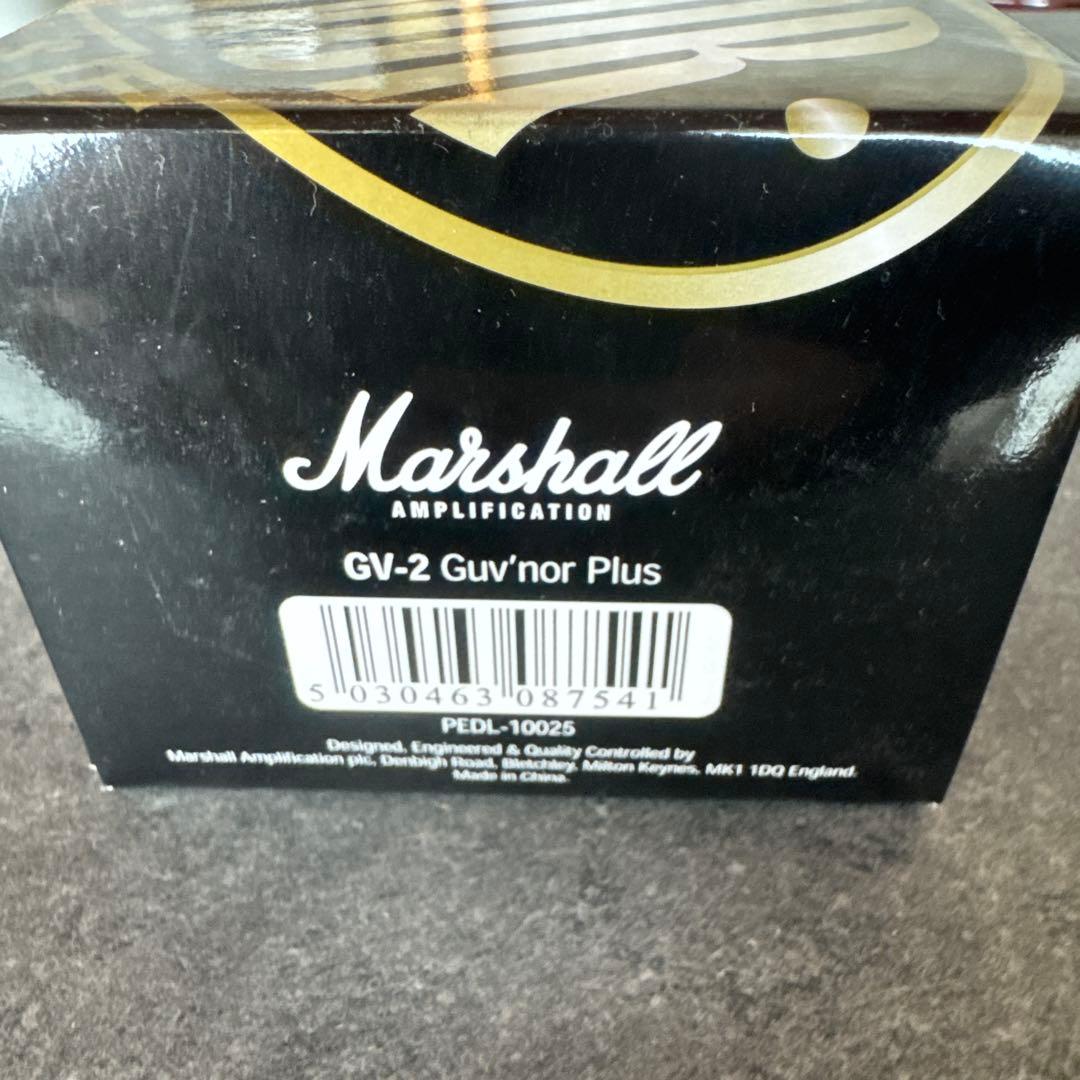 Marshall
AMPLIFICATION
GV-2 Guv'nor Plus
5 030463 087541
PEDL-10025
Designed, Engineered & Quality Controlled by
Marshall Amplification plc, Denbigh Road, Bletchley, Milton Keynes, MK1 1DQ England.
Made in China.